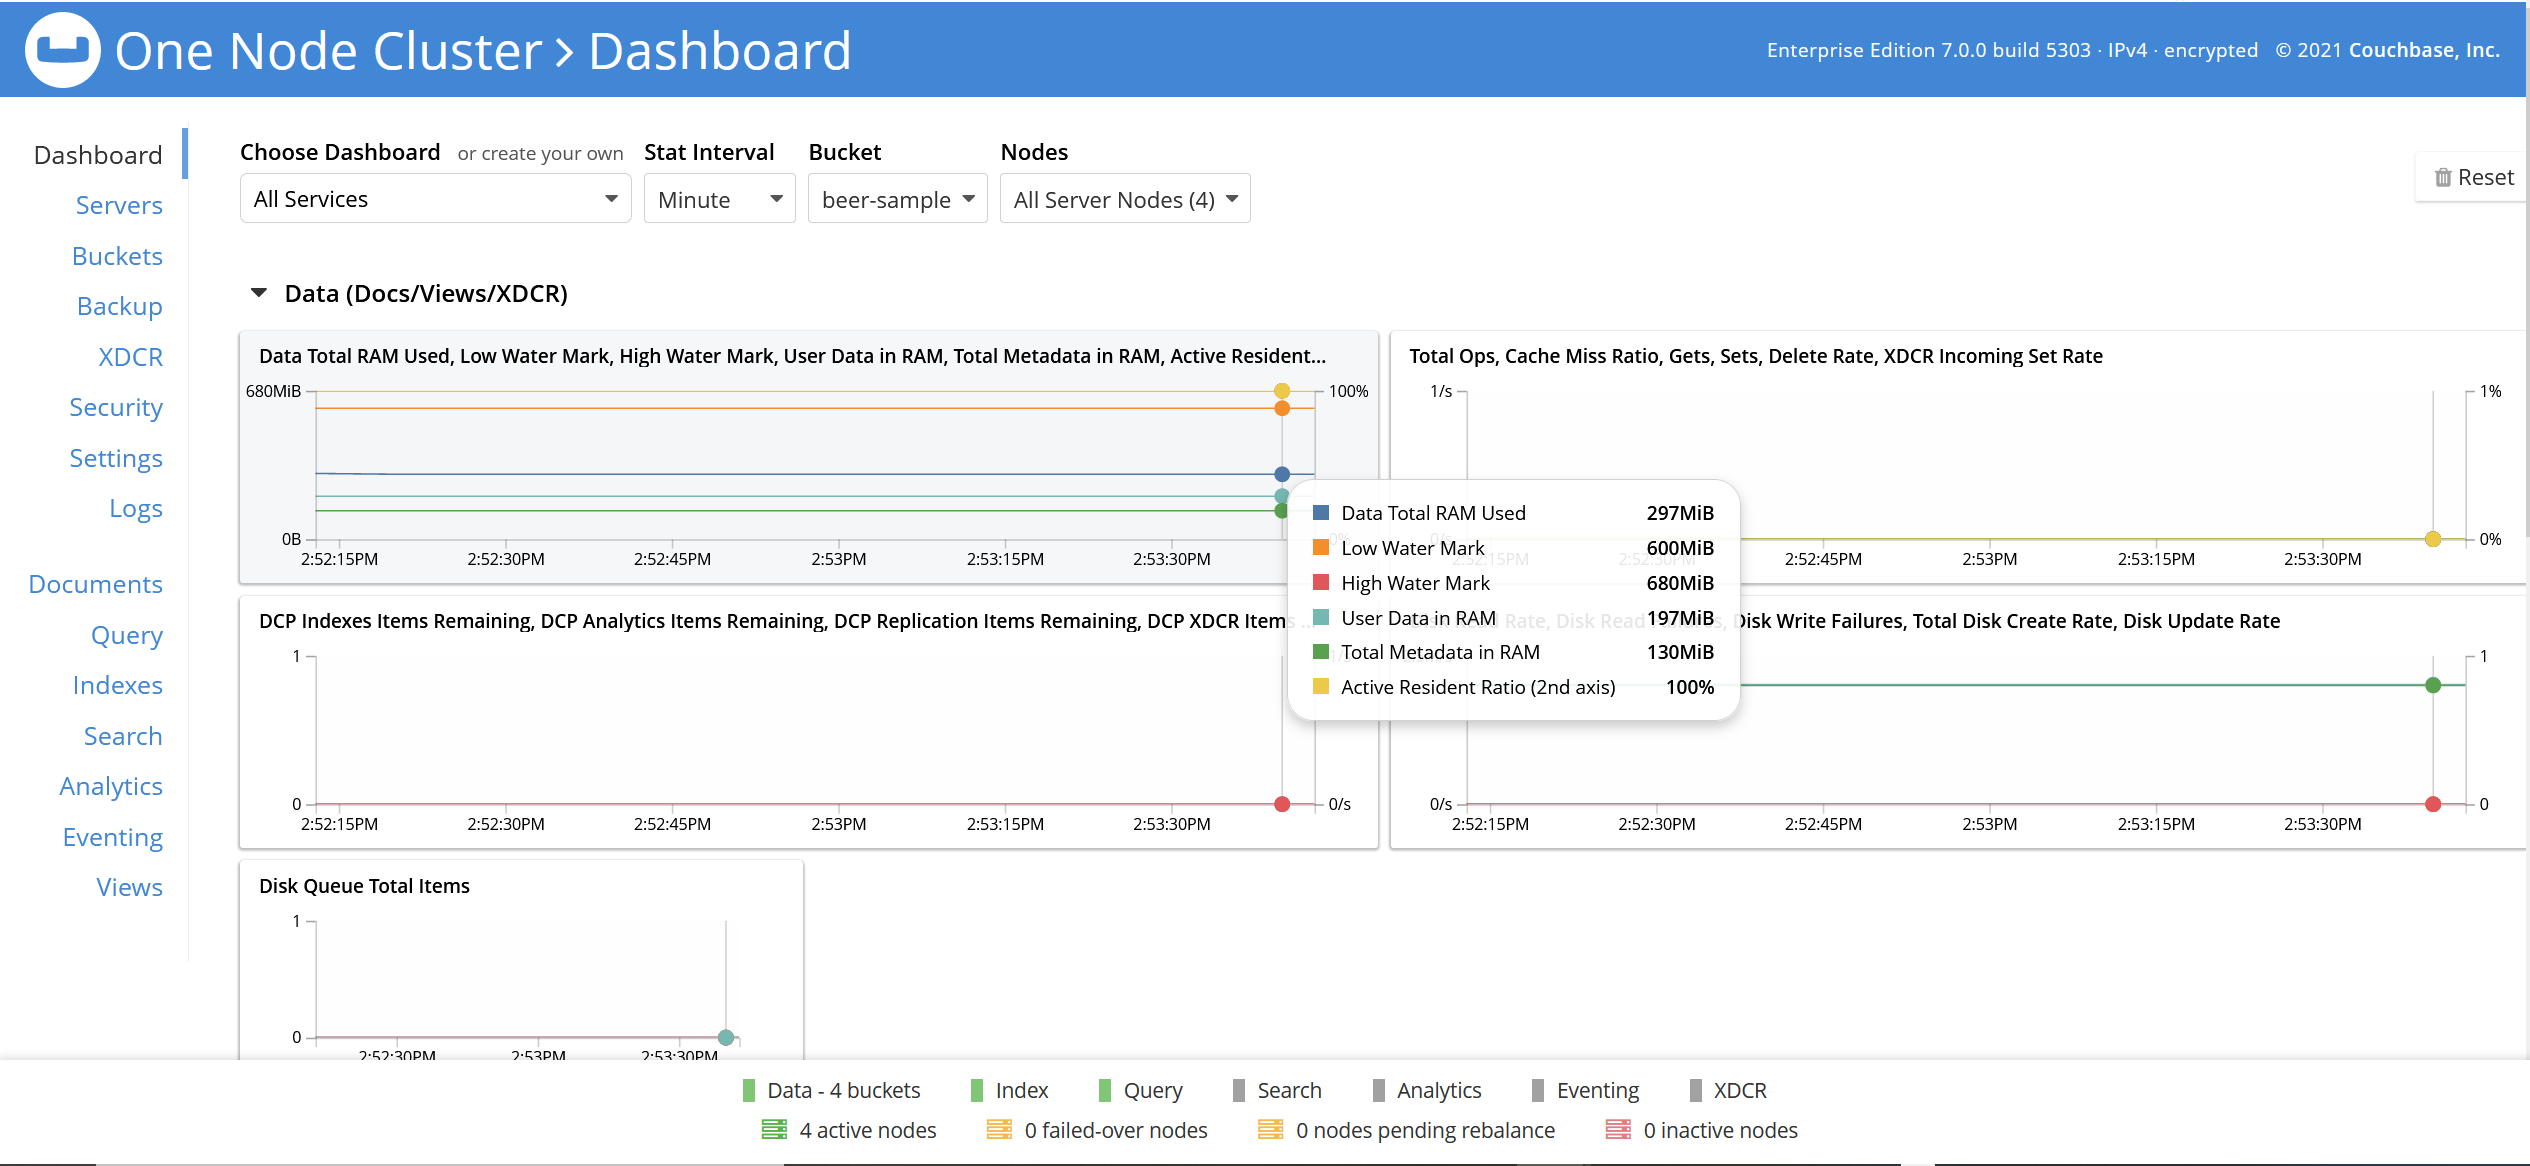 One Node Cluster > Dashboard
Enterprise Edition 7.0.0 build 5303 · IPv4 · encrypted © 2021 Couchbase, Inc.
Dashboard
Servers
Buckets
Backup
XDCR
Security
Settings
Logs
Documents
Query
Indexes
Search
Analytics
Eventing
Views
Choose Dashboard or create your own
All Services
Stat Interval
Minute
Bucket
beer-sample
Nodes
All Server Nodes (4)
Reset
Data (Docs/Views/XDCR)
Data Total RAM Used, Low Water Mark, High Water Mark, User Data in RAM, Total Metadata in RAM, Active Resident...
680MiB
100%
0B
0%
2:52:15PM 2:52:30PM 2:52:45PM 2:53PM 2:53:15PM 2:53:30PM
Total Ops, Cache Miss Ratio, Gets, Sets, Delete Rate, XDCR Incoming Set Rate
1/s
1%
0/s
0%
2:52:15PM 2:52:30PM 2:52:45PM 2:53PM 2:53:15PM 2:53:30PM
Data Total RAM Used 297MiB
Low Water Mark 600MiB
High Water Mark 680MiB
User Data in RAM 197MiB
Total Metadata in RAM 130MiB
Active Resident Ratio (2nd axis) 100%
DCP Indexes Items Remaining, DCP Analytics Items Remaining, DCP Replication Items Remaining, DCP XDCR Items ...
1
1/s
0
0/s
2:52:15PM 2:52:30PM 2:52:45PM 2:53PM 2:53:15PM 2:53:30PM
Rate, Disk Read Disk Write Failures, Total Disk Create Rate, Disk Update Rate
1
0/s
0
2:52:15PM 2:52:30PM 2:52:45PM 2:53PM 2:53:15PM 2:53:30PM
Disk Queue Total Items
1
0
2:52:30PM 2:53PM 2:53:30PM
Data - 4 buckets Index Query Search Analytics Eventing XDCR
4 active nodes 0 failed-over nodes 0 nodes pending rebalance 0 inactive nodes